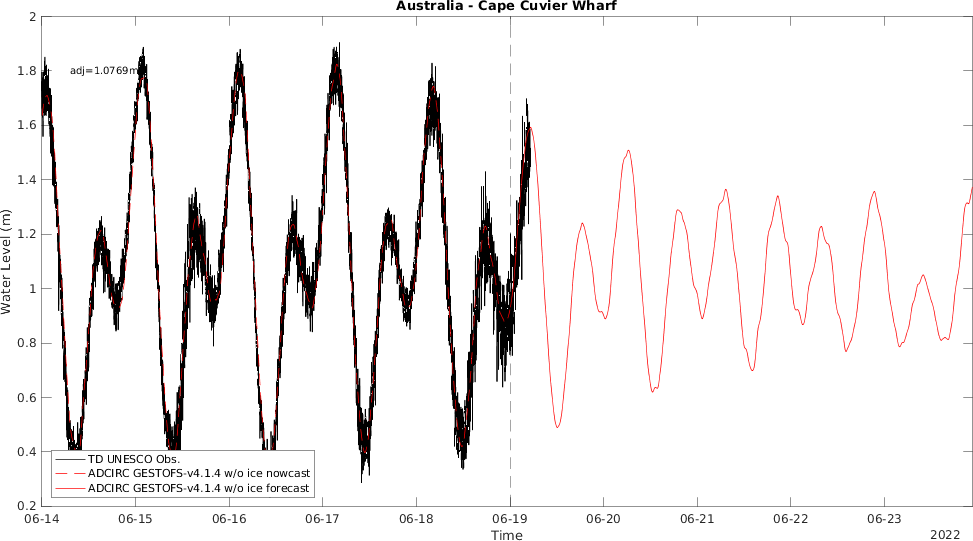 Australia - Cape Cuvier Wharf
2
1.8
1.6
1.4
1.2
1
0.8
0.6
0.4
0.2
Water Level (m)
adj=1.0769m
TD UNESCO Obs.
ADCIRC GESTOFS-v4.1.4 w/o ice nowcast
ADCIRC GESTOFS-v4.1.4 w/o ice forecast
06-14 06-15 06-16 06-17 06-18 06-19 06-20 06-21 06-22 06-23
Time
2022